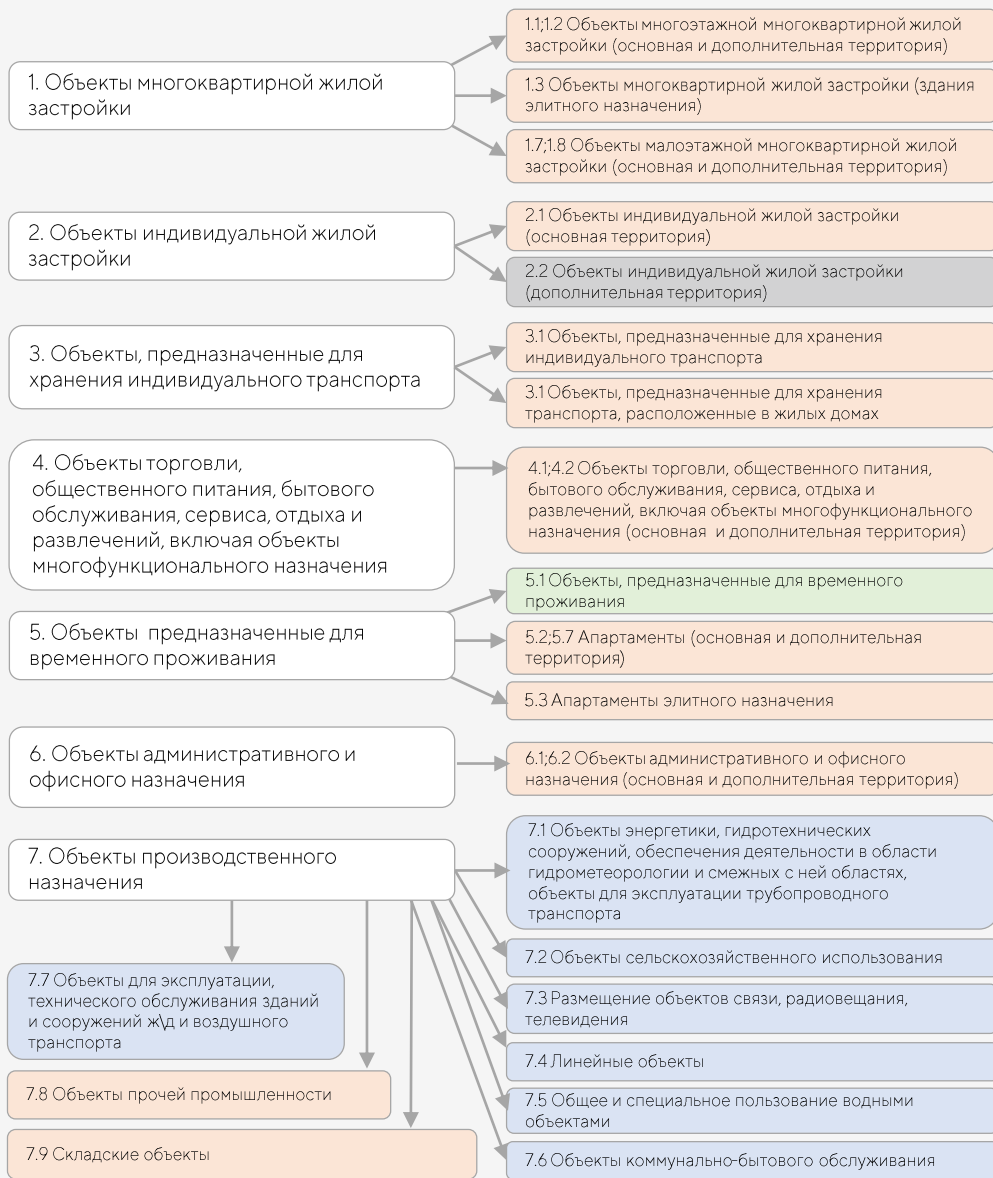 1. Объекты многоквартирной жилой
застройки
1.1;1.2 Объекты многоэтажной многоквартирной жилой
застройки (основная и дополнительная территория)
1.3 Объекты многоквартирной жилой застройки (здания
элитного назначения)
1.7;1.8 Объекты малоэтажной многоквартирной жилой
застройки (основная и дополнительная территория)
2. Объекты индивидуальной жилой
застройки
2.1 Объекты индивидуальной жилой застройки
(основная территория)
2.2 Объекты индивидуальной жилой застройки
(дополнительная территория)
3. Объекты, предназначенные для
хранения индивидуального транспорта
3.1 Объекты, предназначенные для хранения
индивидуального транспорта
3.1 Объекты, предназначенные для хранения
транспорта, расположенные в жилых домах
4. Объекты торговли,
общественного питания, бытового
обслуживания, сервиса, отдыха и
развлечений, включая объекты
многофункционального назначения
4.1;4.2 Объекты торговли, общественного питания,
бытового обслуживания, сервиса, отдыха и
развлечений, включая объекты многофункционального
назначения (основная и дополнительная территория)
5. Объекты предназначенные для
временного проживания
5.1 Объекты, предназначенные для временного
проживания
5.2;5.7 Апартаменты (основная и дополнительная
территория)
5.3 Апартаменты элитного назначения
6. Объекты административного и
офисного назначения
6.1;6.2 Объекты административного и офисного
назначения (основная и дополнительная территория)
7. Объекты производственного
назначения
7.1 Объекты энергетики, гидротехнических
сооружений, обеспечения деятельности в области
гидрометеорологии и смежных с ней областях,
объекты для эксплуатации трубопроводного
транспорта
7.2 Объекты сельскохозяйственного использования
7.3 Размещение объектов связи, радиовещания,
телевидения
7.4 Линейные объекты
7.5 Общее и специальное пользование водными
объектами
7.6 Объекты коммунально-бытового обслуживания
7.7 Объекты для эксплуатации,
технического обслуживания зданий
и сооружений ж\д и воздушного
транспорта
7.8 Объекты прочей промышленности
7.9 Складские объекты